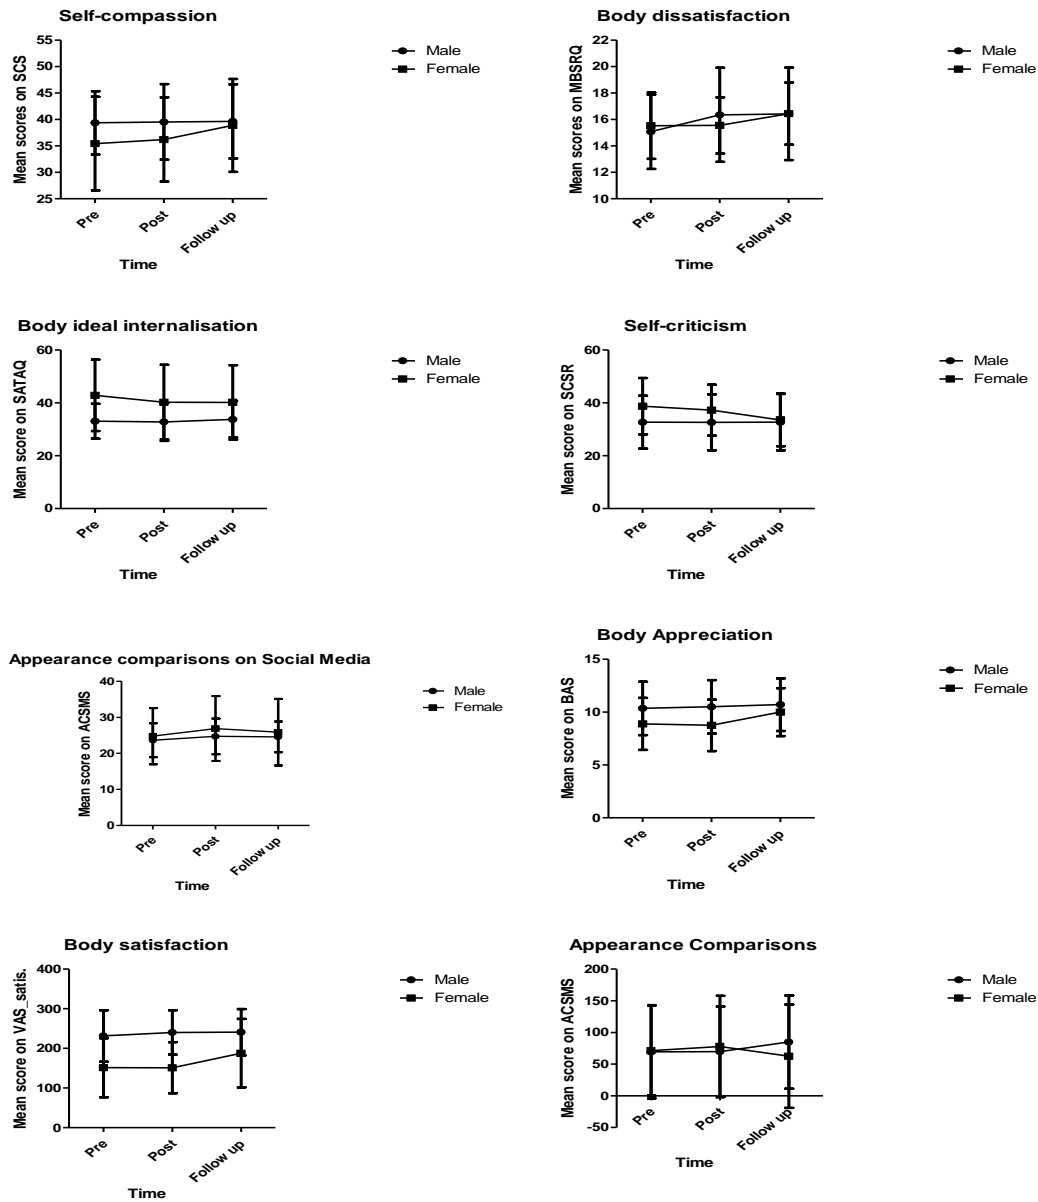 Self-compassion
Mean scores on SCS
55
50
45
40
35
30
25
Pre
Post
Follow up
Time
Male
Female
Body dissatisfaction
Mean scores on MBSRQ
22
20
18
16
14
12
10
Pre
Post
Follow up
Time
Male
Female
Body ideal internalisation
Mean score on SATAQ
60
40
20
0
Pre
Post
Follow up
Time
Male
Female
Self-criticism
Mean score on SCSR
60
40
20
0
Pre
Post
Follow up
Time
Male
Female
Appearance comparisons on Social Media
Mean score on ACSMS
40
30
20
10
0
Pre
Post
Follow up
Time
Male
Female
Body Appreciation
Mean score on BAS
15
10
5
0
Pre
Post
Follow up
Time
Male
Female
Body satisfaction
Mean score on VAS_satis.
400
300
200
100
0
Pre
Post
Follow up
Time
Male
Female
Appearance Comparisons
Mean score on ACSMS
200
150
100
50
0
-50
Pre
Post
Follow up
Time
Male
Female